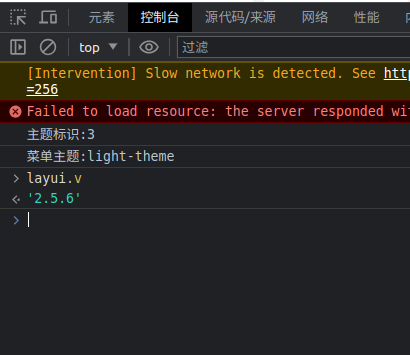 元素 控制台 源代码/来源 网络 性能
top 过滤
[Intervention] Slow network is detected. See
=256
Failed to load resource: the server responded
主题标识:3
菜单主题:light-theme
> layui.v
'2.5.6'
>